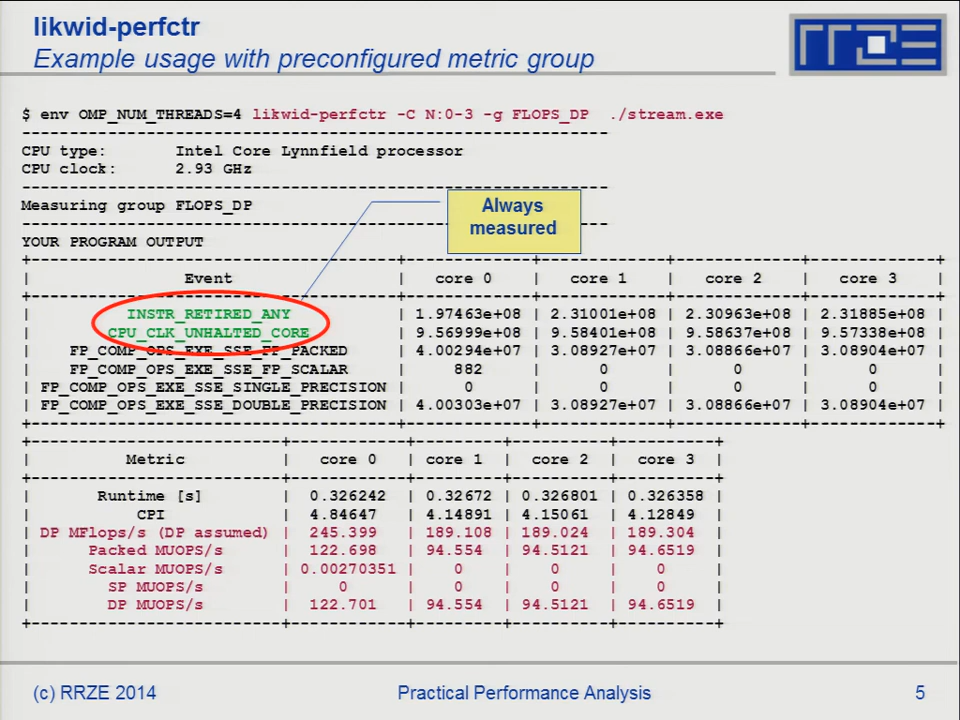 likwid-perfctr
Example usage with preconfigured metric group
RRZE
$ env OMP_NUM_THREADS=4 likwid-perfctr -C N:0-3 -g FLOPS_DP ./stream.exe
-------------------------------------------------------------
CPU type: Intel Core Lynnfield processor
CPU clock: 2.93 GHz
-------------------------------------------------------------
Measuring group FLOPS_DP
-------------------------------------------------------------
Always
measured
YOUR PROGRAM OUTPUT
| Event | core 0 | core 1 | core 2 | core 3 |
| INSTR_RETIRED_ANY | 1.97463e+08 | 2.31001e+08 | 2.30963e+08 | 2.31885e+08 |
| CPU_CLK_UNHALTED_CORE | 9.56999e+08 | 9.58401e+08 | 9.58637e+08 | 9.57338e+08 |
| FP_COMP_OPS_EXE_SSE_FP_PACKED | 4.00294e+07 | 3.08927e+07 | 3.08866e+07 | 3.08904e+07 |
| FP_COMP_OPS_EXE_SSE_FP_SCALAR | 882 | 0 | 0 | 0 |
| FP_COMP_OPS_EXE_SSE_SINGLE_PRECISION | 0 | 0 | 0 | 0 |
| FP_COMP_OPS_EXE_SSE_DOUBLE_PRECISION | 4.00303e+07 | 3.08927e+07 | 3.08866e+07 | 3.08904e+07 |
| Metric | core 0 | core 1 | core 2 | core 3 |
| Runtime [s] | 0.326242 | 0.32672 | 0.326801 | 0.326358 |
| CPI | 4.84647 | 4.14891 | 4.15061 | 4.12849 |
| DP MFlops/s (DP assumed) | 245.399 | 189.108 | 189.024 | 189.304 |
| Packed MUOPS/s | 122.698 | 94.554 | 94.5121 | 94.6519 |
| Scalar MUOPS/s | 0.00270351 | 0 | 0 | 0 |
| SP MUOPS/s | 0 | 0 | 0 | 0 |
| DP MUOPS/s | 122.701 | 94.554 | 94.5121 | 94.6519 |
(c) RRZE 2014
Practical Performance Analysis
5